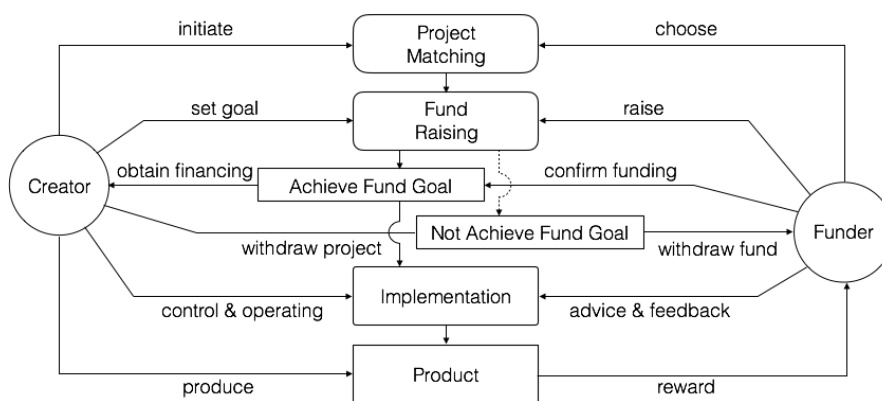 initiate
Project
Matching
choose
set goal
Fund
Raising
raise
obtain financing
Achieve Fund Goal
confirm funding
Creator
Funder
withdraw project
Not Achieve Fund Goal
withdraw fund
control & operating
Implementation
advice & feedback
produce
Product
reward